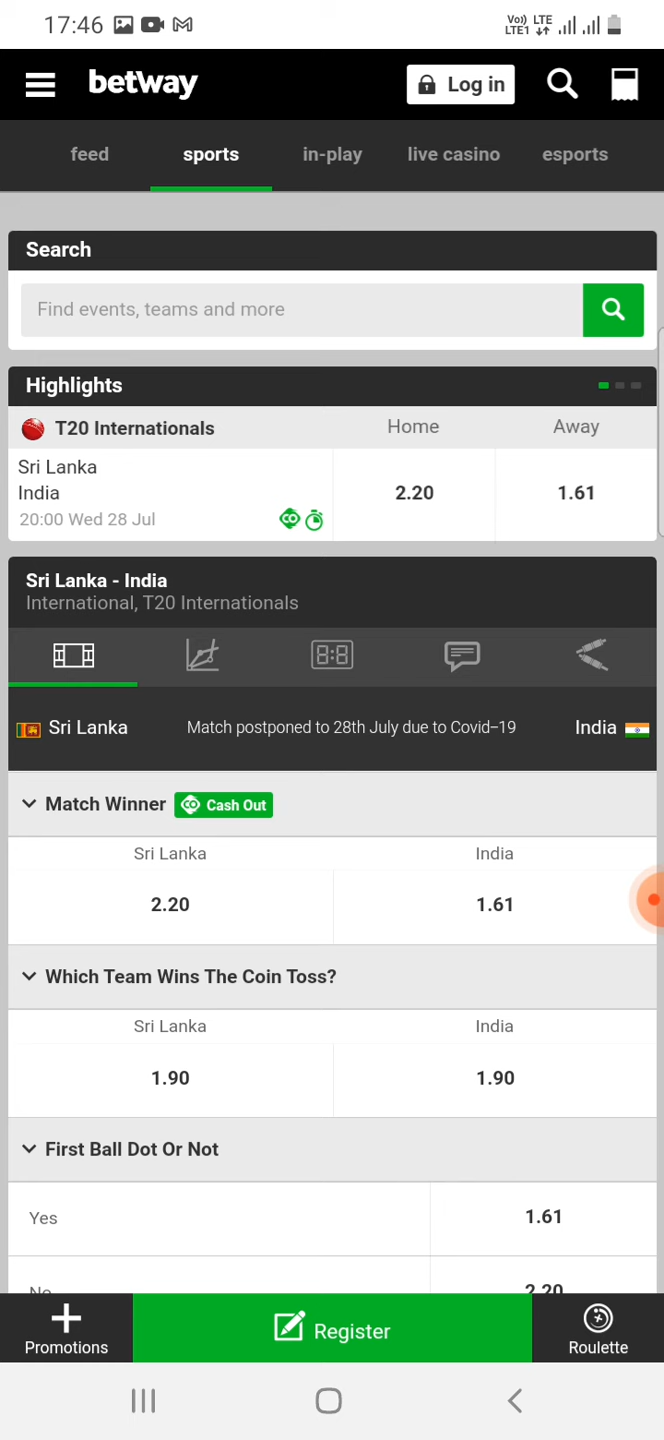 17:46
Vo)) LTE
LTE1
betway
Log in
feed sports in-play live casino esports
Search
Find events, teams and more
Highlights
T20 Internationals Home Away
Sri Lanka
India
2.20 1.61
20:00 Wed 28 Jul
Sri Lanka - India
International, T20 Internationals
8:8
Sri Lanka Match postponed to 28th July due to Covid-19 India
Match Winner CO Cash Out
Sri Lanka India
2.20 1.61
Which Team Wins The Coin Toss?
Sri Lanka India
1.90 1.90
First Ball Dot Or Not
Yes 1.61
No 2.20
Promotions
Register
Roulette